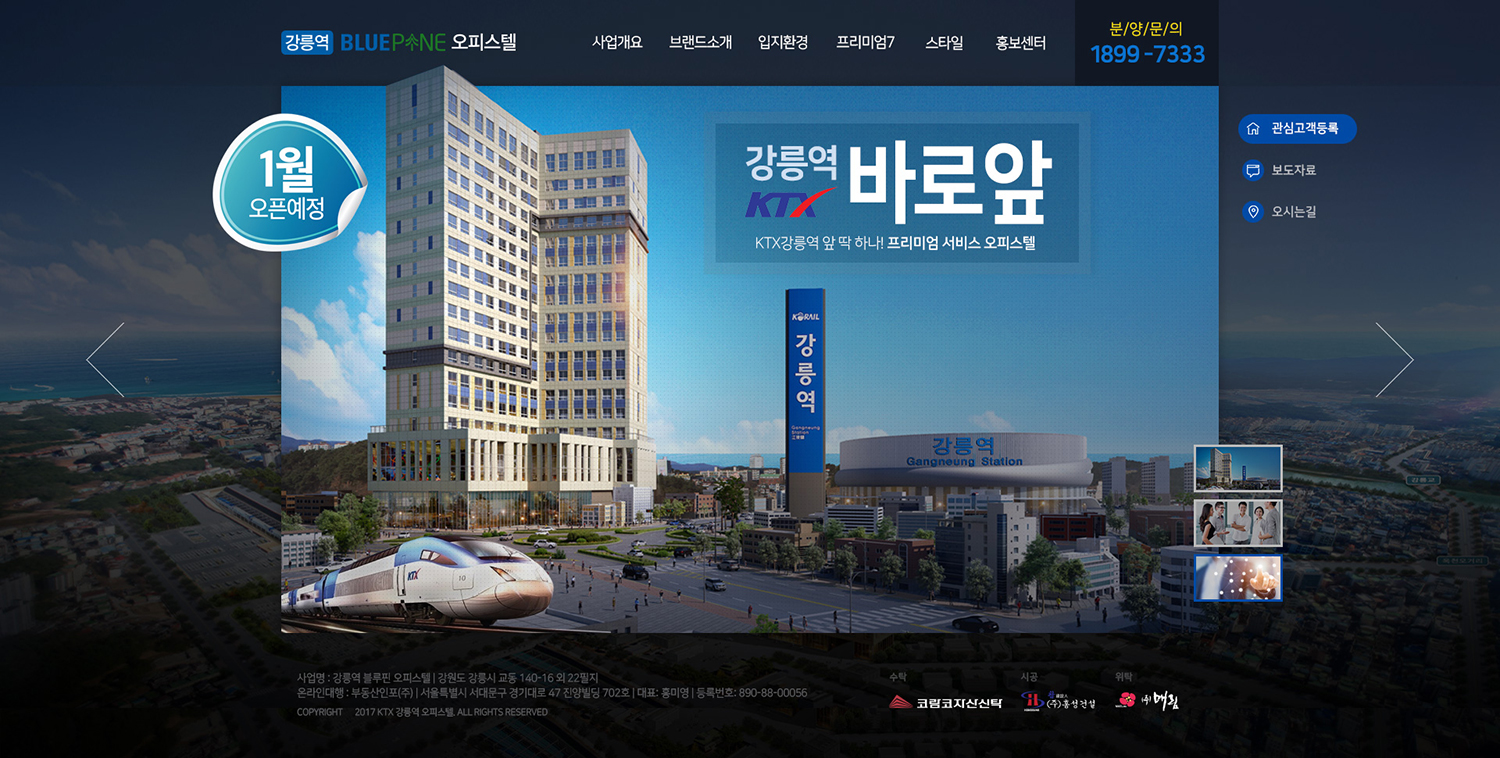 강릉역 BLUEPINE 오피스텔
사업개요 브랜드소개 입지환경 프리미엄7 스타일 홍보센터
분/양/문/의
1899-7333
1월
오픈예정
강릉역 바로앞
KTX
KTX강릉역 앞 딱 하나! 프리미엄 서비스 오피스텔
관심고객등록
보도자료
오시는길
KORAIL
강릉역
Gangneung
Station
강릉역
Gangneung Station
KTX
10
사업명 : 강릉역 블루핀 오피스텔 | 강원도 강릉시 교동 140-16 외 22필지
온라인대행 : 부동산인포(주) | 서울특별시 서대문구 경기대로 47 진양빌딩 702호 | 대표: 홍미영 | 등록번호: 890-88-00056
COPYRIGHT 2017 KTX 강릉역 오피스텔. ALL RIGHTS RESERVED
수탁
코람코자산신탁
시공
(주)흥성건설
위탁
(주)매림